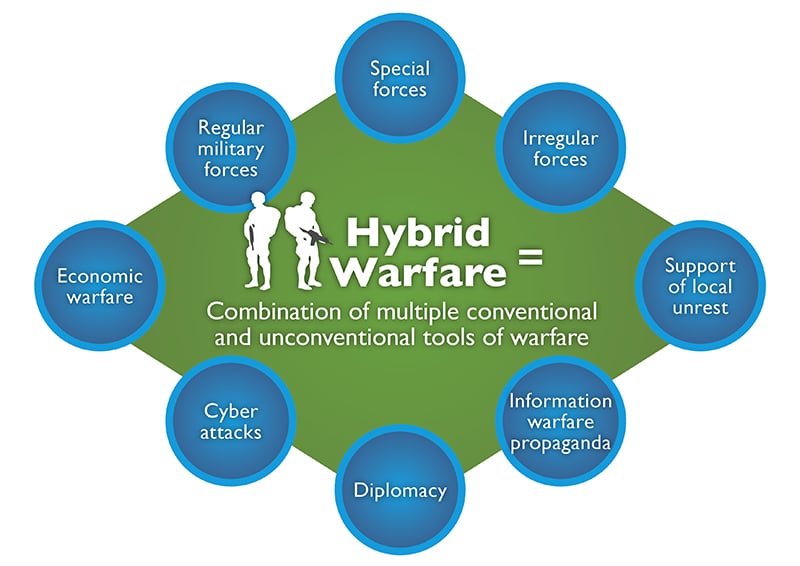 Special
forces
Regular
military
forces
Irregular
forces
Hybrid
Warfare =
Combination of multiple conventional
and unconventional tools of warfare
Economic
warfare
Support
of local
unrest
Cyber
attacks
Information
warfare
propaganda
Diplomacy